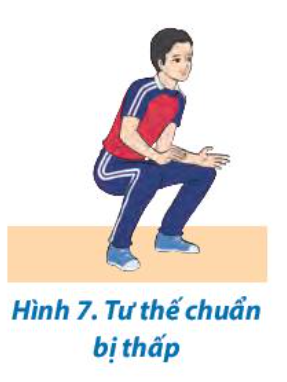 Hình 7. Tư thế chuẩn
bị thấp